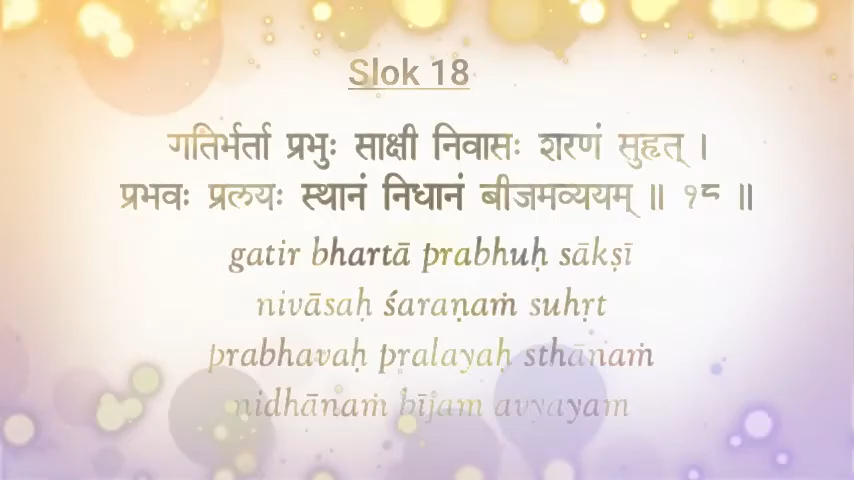 Slok 18
गतिर्भर्ता प्रभुः साक्षी निवासः शरणं सुहृत् ।
प्रभवः प्रलयः स्थानं निधानं बीजमव्ययम् ॥ १८ ॥
gatir bhartā prabhuḥ sākṣī
nivāsaḥ śaraṇaṁ suhṛt
prabhavaḥ pralayaḥ sthānaṁ
nidhānaṁ bījam avyayam